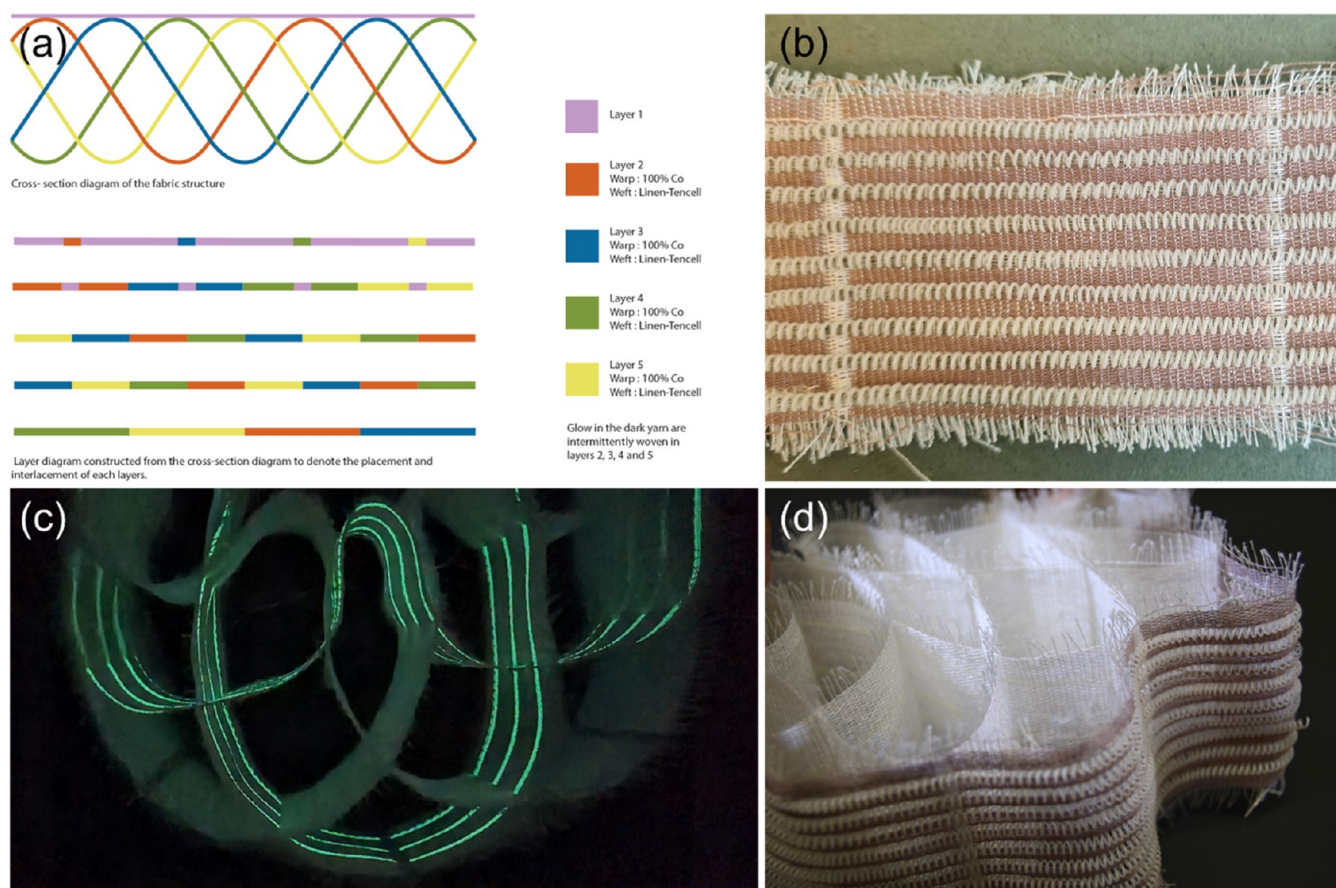 (a)
Cross- section diagram of the fabric structure
Layer diagram constructed from the cross-section diagram to denote the placement and
interlacement of each layers.
Layer 1
Layer 2
Warp : 100% Co
Weft : Linen-Tencell
Layer 3
Warp : 100% Co
Weft : Linen-Tencell
Layer 4
Warp : 100% Co
Weft : Linen-Tencell
Layer 5
Warp : 100% Co
Weft : Linen-Tencell
Glow in the dark yarn are
intermittently woven in
layers 2, 3, 4 and 5
(b)
(c)
(d)